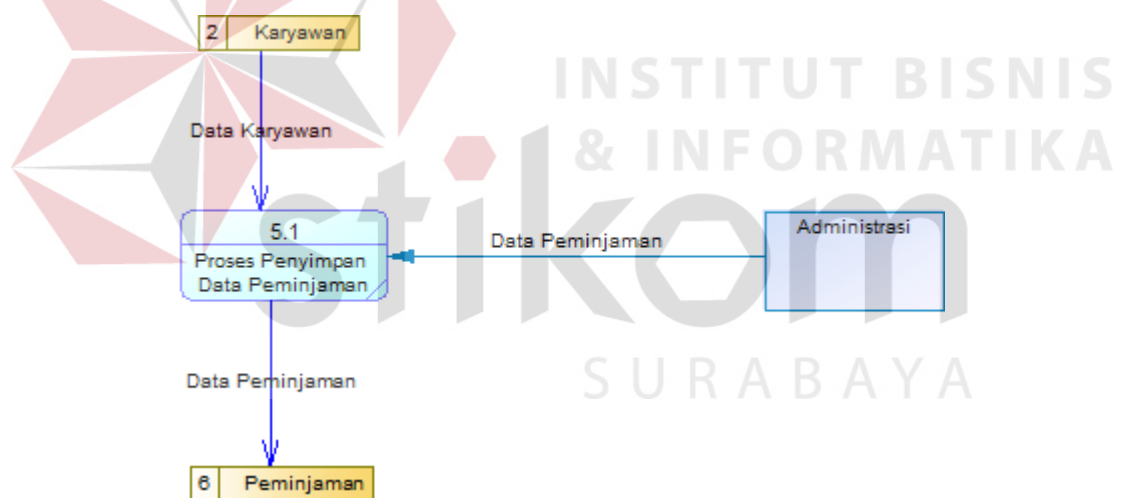 2 Karyawan
INSTITUT BISNIS
& INFORMATIKA
Data Karyawan
stikom
5.1
Proses Penyimpan
Data Peminjaman
Data Peminjaman
Administrasi
SURABAYA
Data Peminjaman
6 Peminjaman